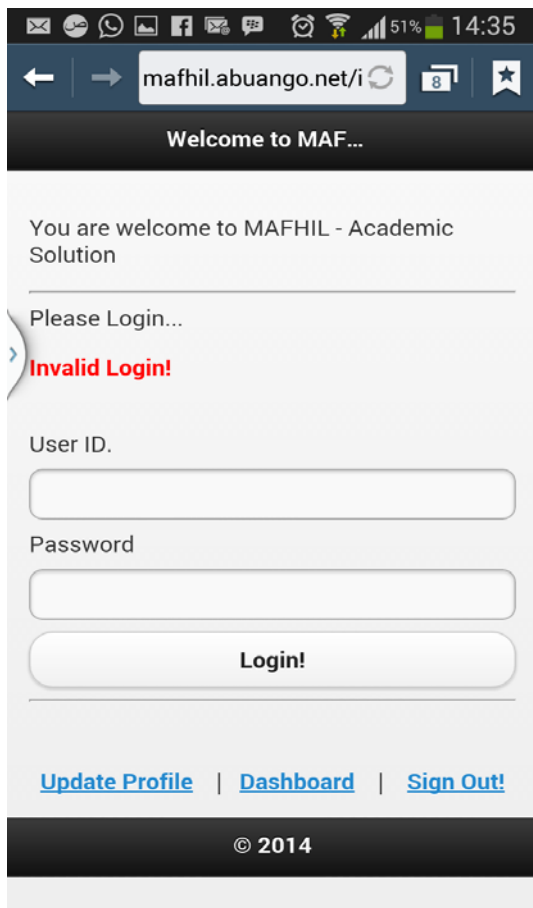 51% 14:35
mafhil.abuango.net/i
8
Welcome to MAF...
You are welcome to MAFHIL - Academic
Solution
Please Login...
Invalid Login!
User ID.
Password
Login!
Update Profile | Dashboard | Sign Out!
© 2014